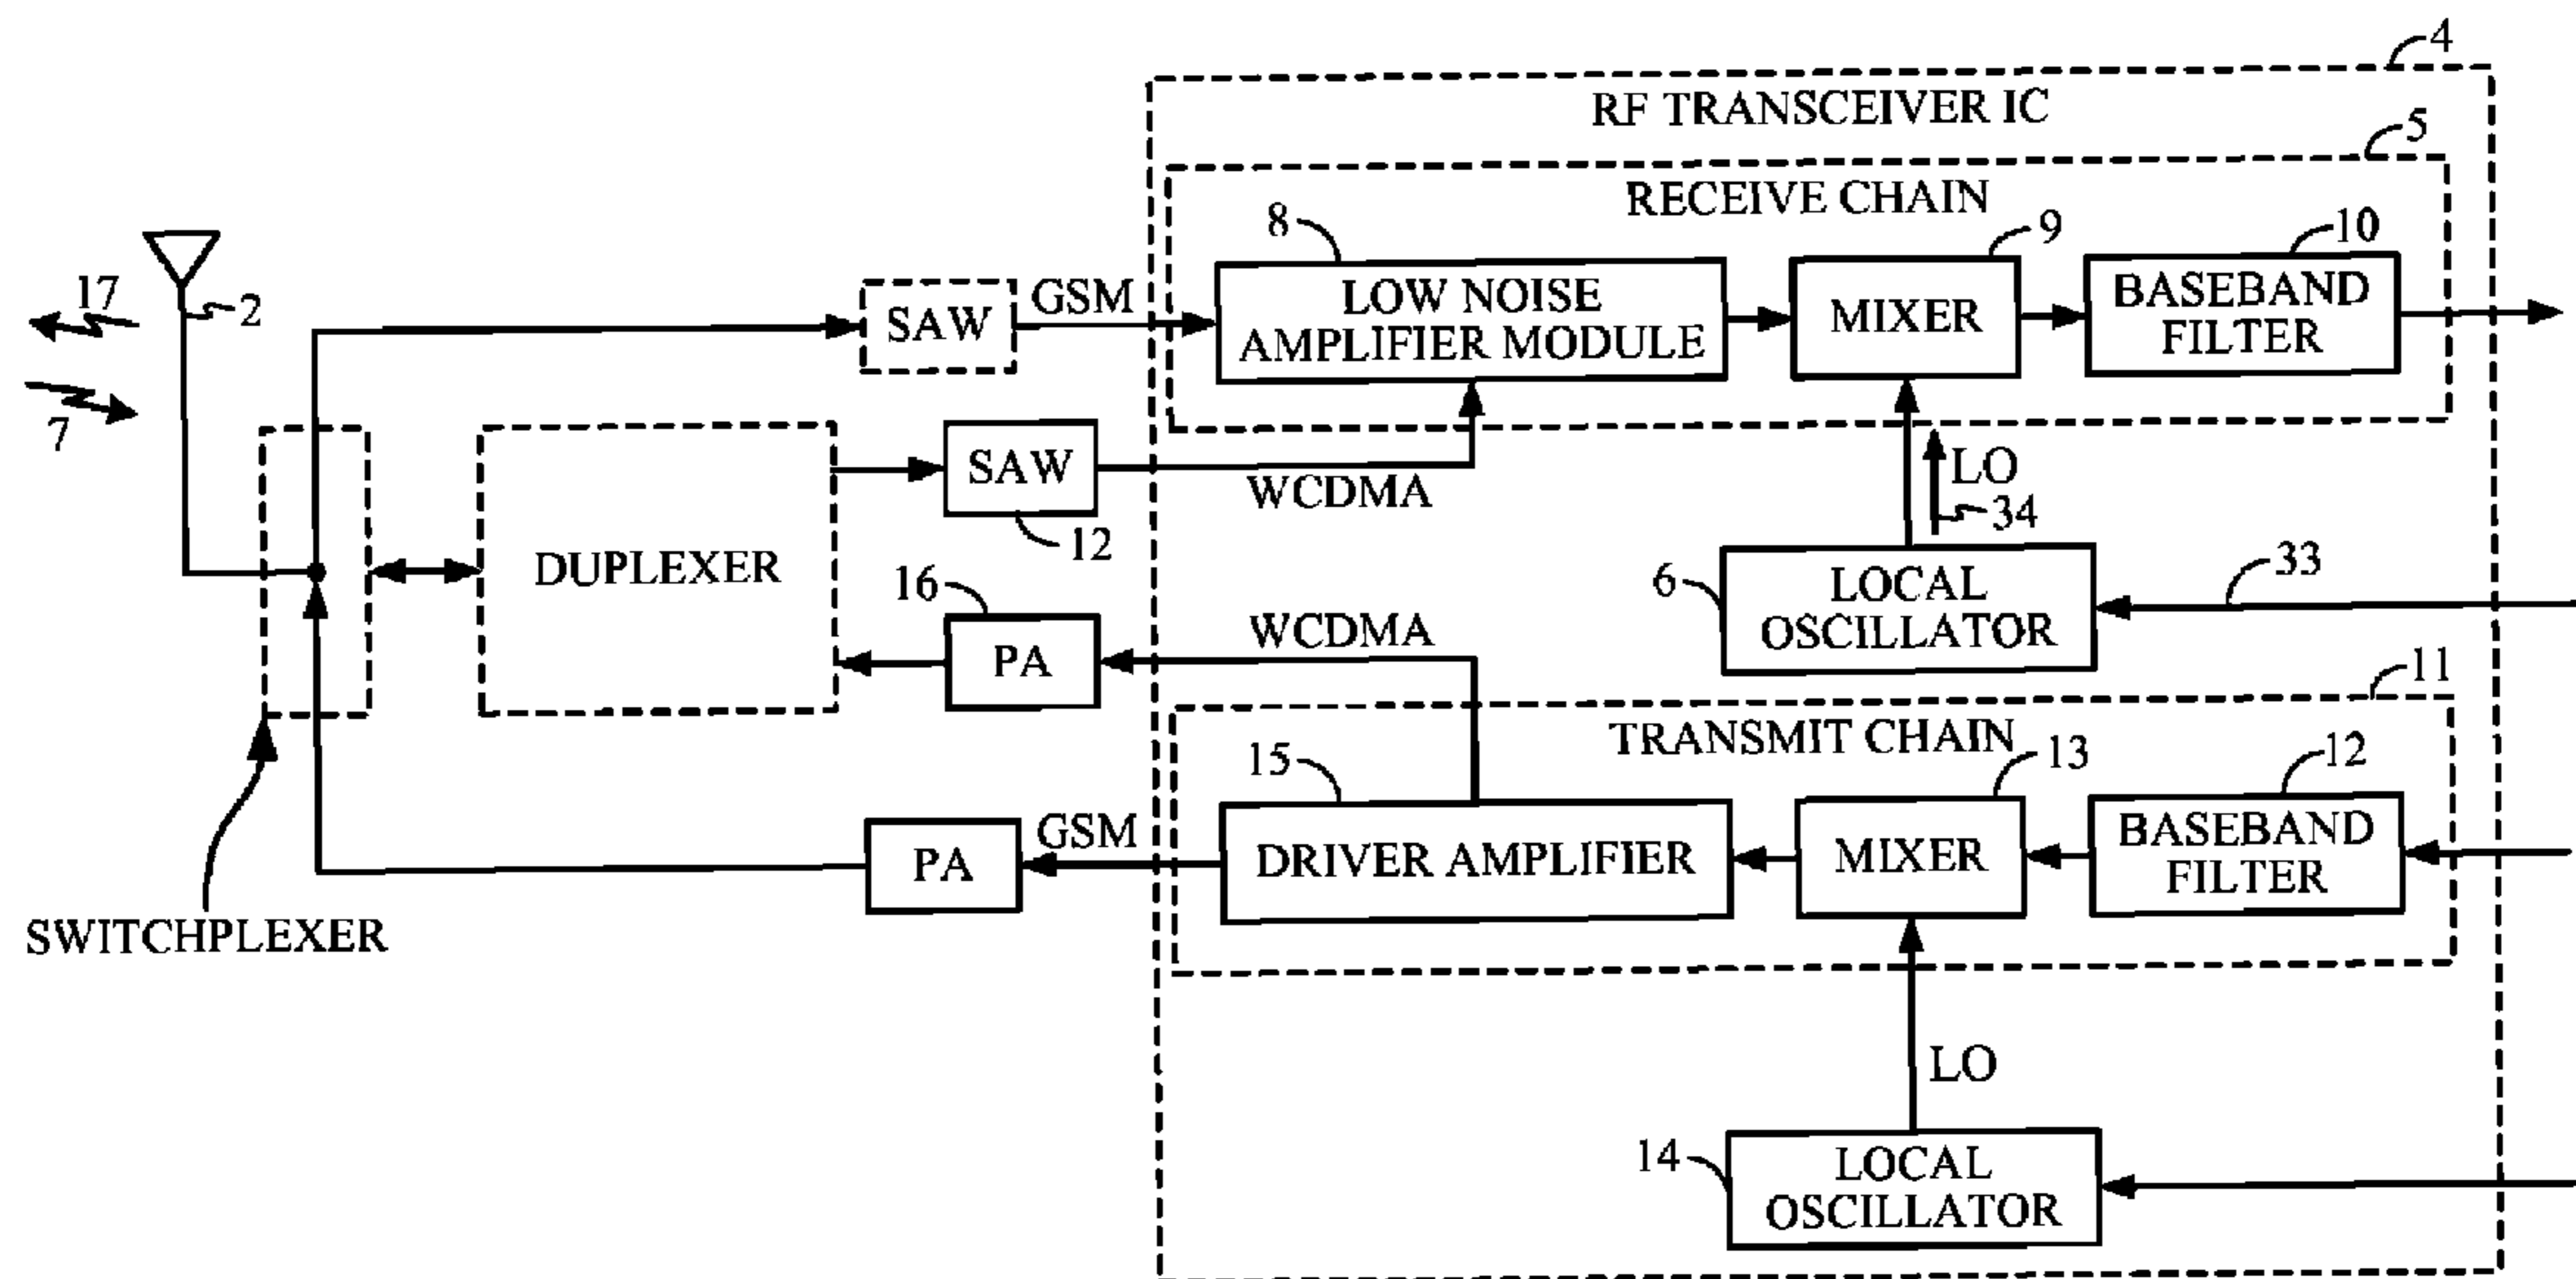 4
RF TRANSCEIVER IC
5
RECEIVE CHAIN
8
9
10
17
2
SAW
GSM
LOW NOISE
AMPLIFIER MODULE
MIXER
BASEBAND
FILTER
7
SAW
WCDMA
12
LO
34
DUPLEXER
16
PA
WCDMA
6
LOCAL
OSCILLATOR
33
11
TRANSMIT CHAIN
15
13
12
PA
GSM
DRIVER AMPLIFIER
MIXER
BASEBAND
FILTER
SWITCHPLEXER
LO
14
LOCAL
OSCILLATOR